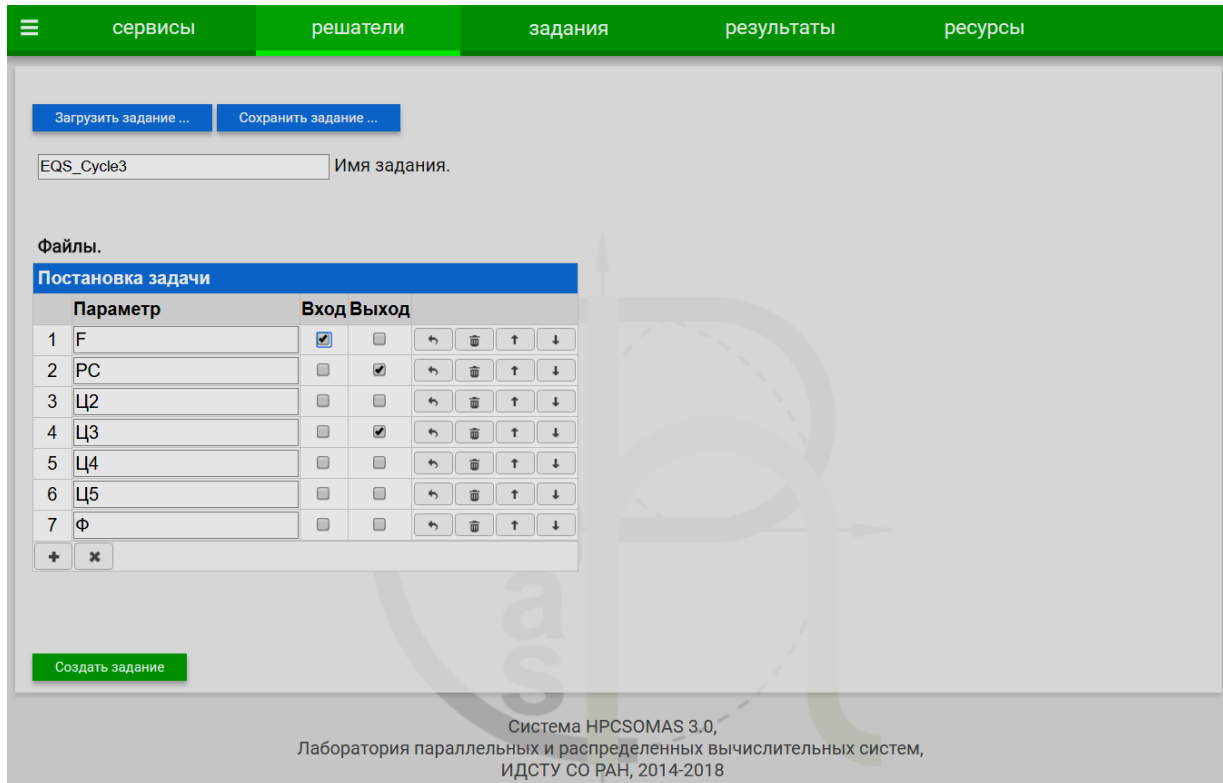 сервисы решатели задания результаты ресурсы
Загрузить задание ... Сохранить задание ...
EQS_Cycle3 Имя задания.
Файлы.
Постановка задачи
Параметр Вход Выход
1 F
2 PC
3 Ц2
4 Ц3
5 Ц4
6 Ц5
7 Ф
Создать задание
as
Система HPCSOMAS 3.0,
Лаборатория параллельных и распределенных вычислительных систем,
ИДСТУ СО РАН, 2014-2018